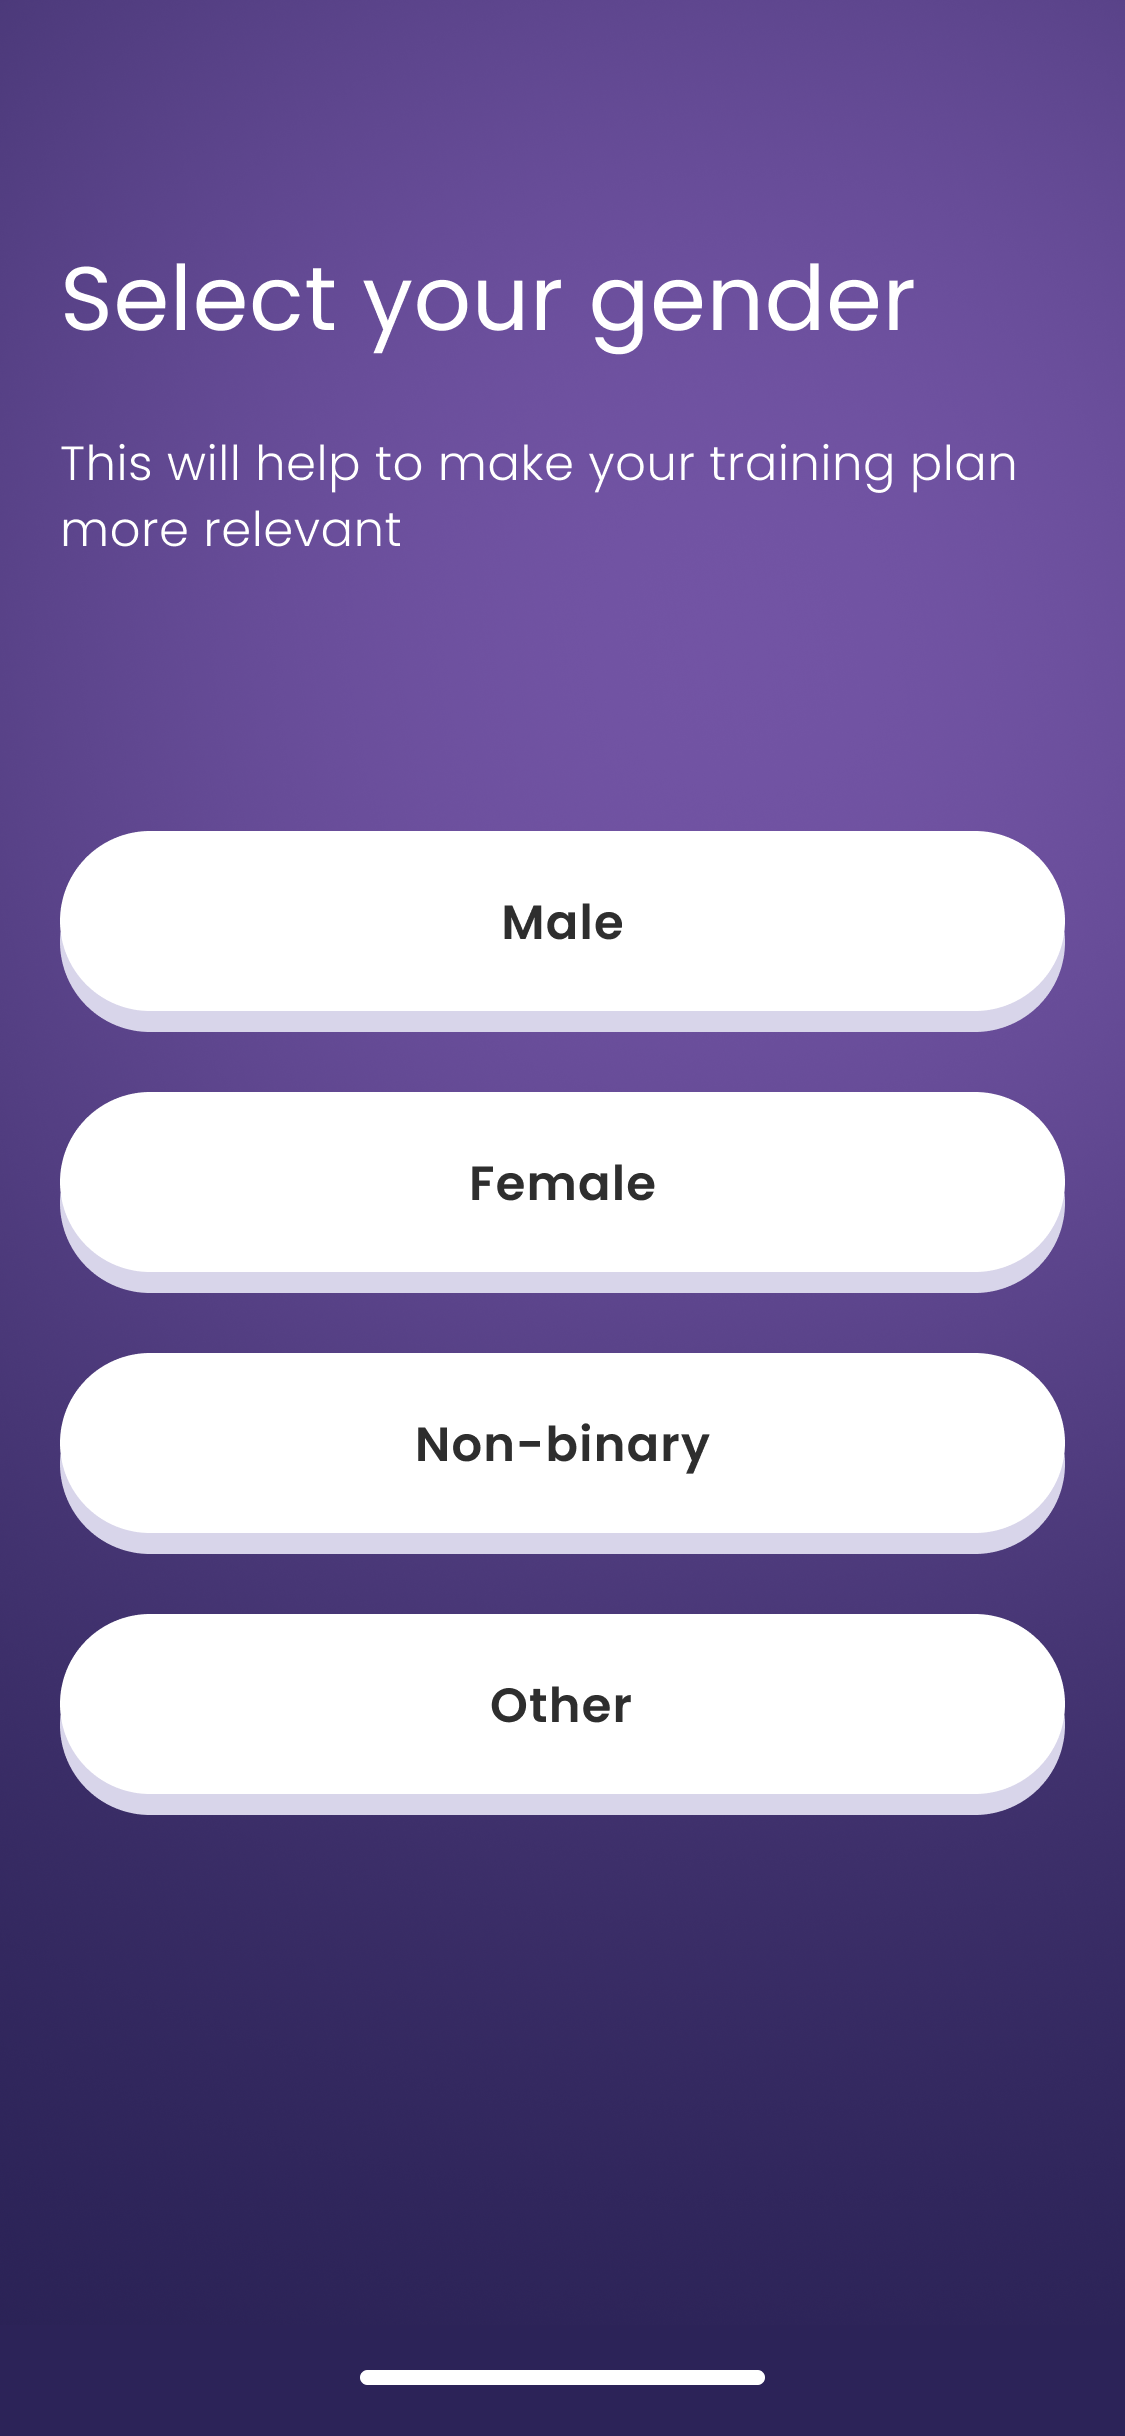 Select your gender
This will help to make your training plan
more relevant
Male
Female
Non-binary
Other